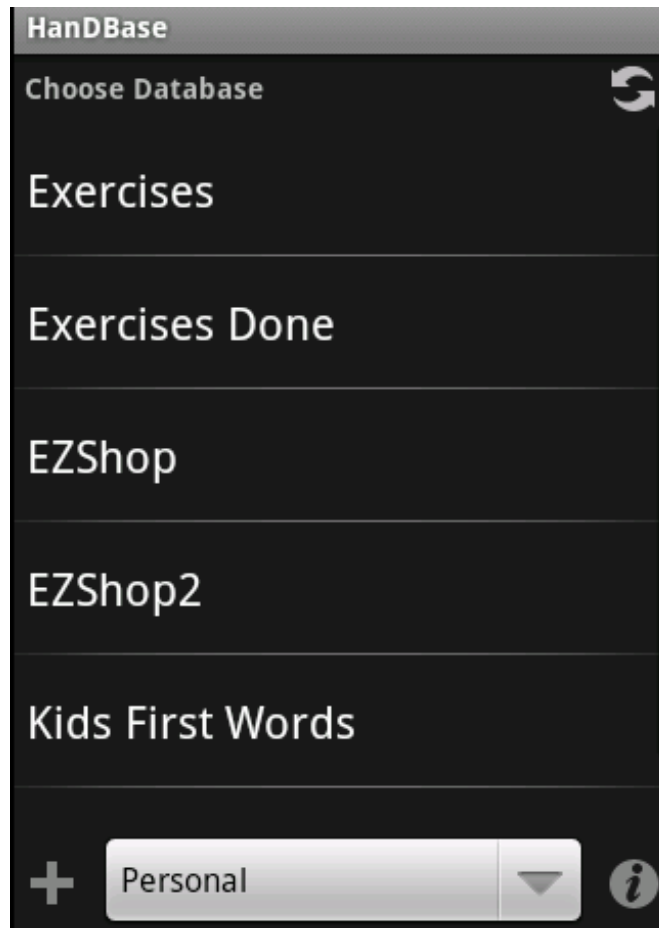 HanDBase
Choose Database
Exercises
Exercises Done
EZShop
EZShop2
Kids First Words
Personal